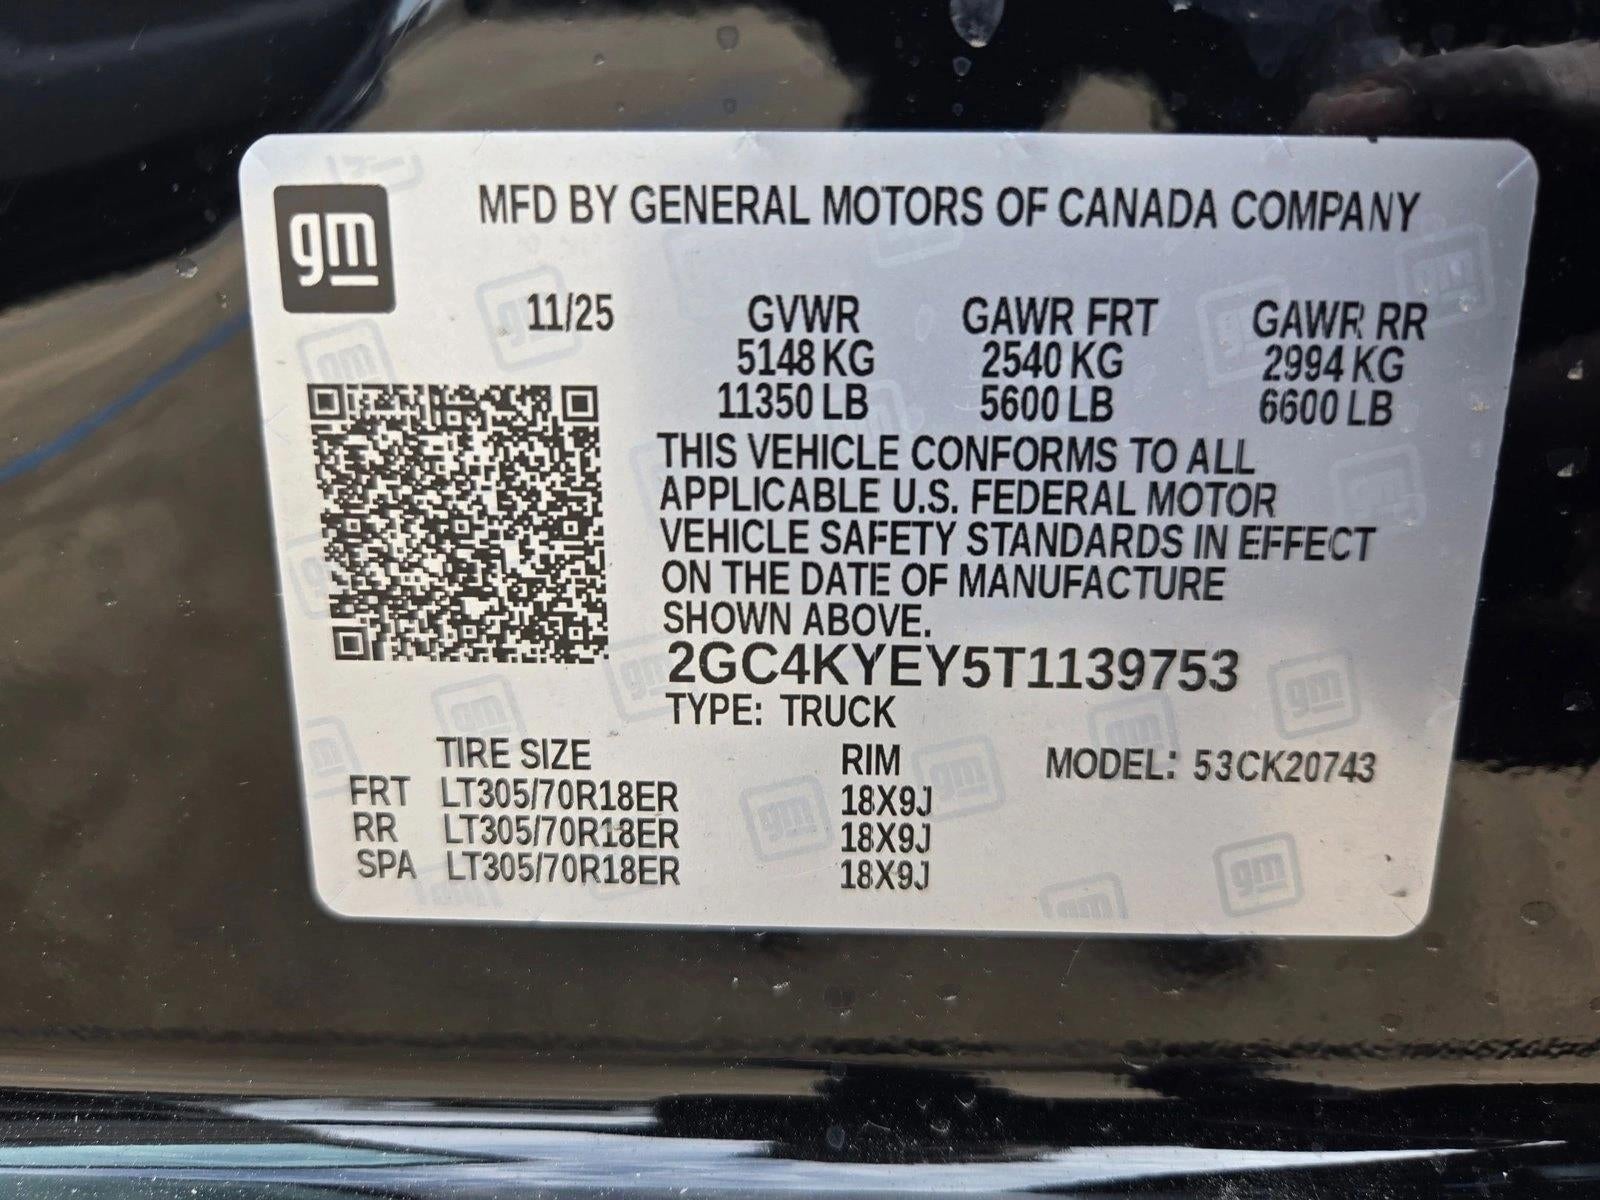 gm
MFD BY GENERAL MOTORS OF CANADA COMPANY
11/25 GVWR GAWR FRT GAWR RR
5148 KG 2540 KG 2994 KG
11350 LB 5600 LB 6600 LB
THIS VEHICLE CONFORMS TO ALL
APPLICABLE U.S. FEDERAL MOTOR
VEHICLE SAFETY STANDARDS IN EFFECT
ON THE DATE OF MANUFACTURE
SHOWN ABOVE.
2GC4KYEY5T1139753
TYPE: TRUCK
TIRE SIZE RIM MODEL: 53CK20743
FRT LT305/70R18ER 18X9J
RR LT305/70R18ER 18X9J
SPA LT305/70R18ER 18X9J